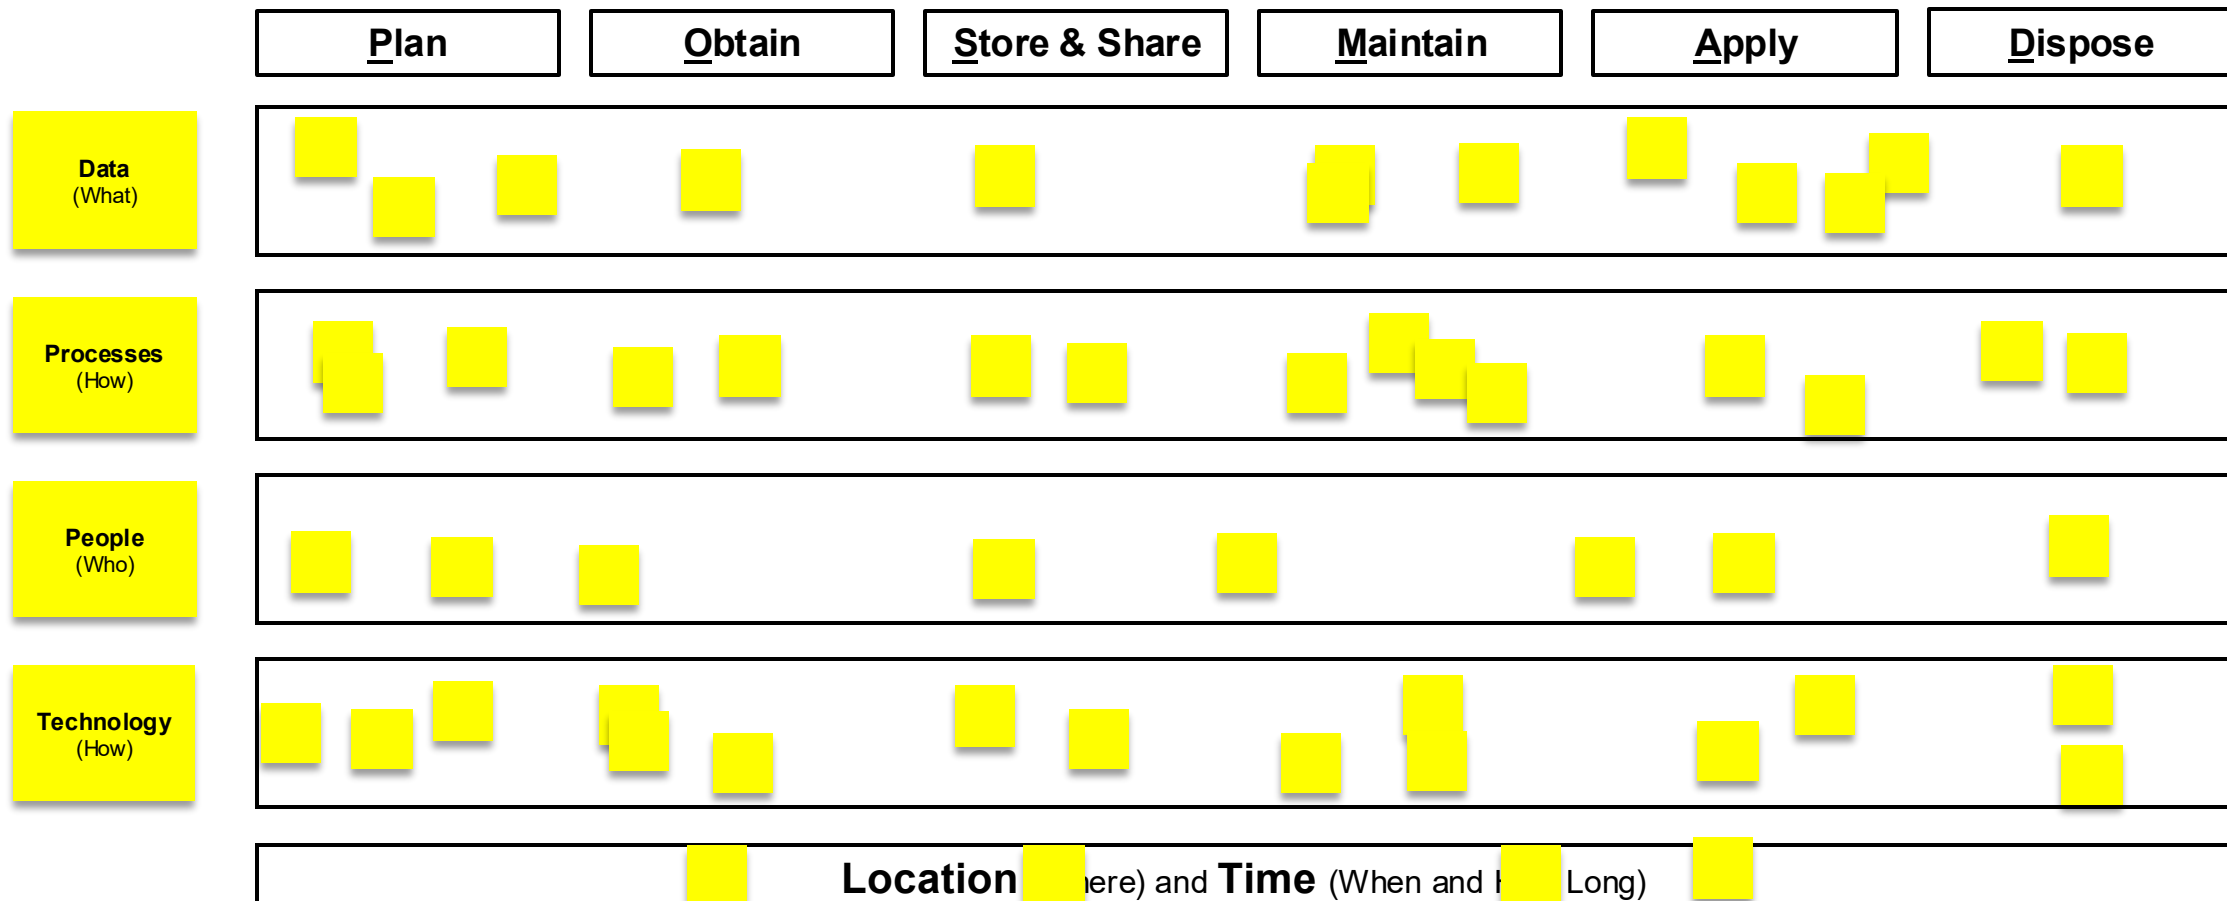 Plan
Obtain
Store & Share
Maintain
Apply
Dispose
Data
(What)
Processes
(How)
People
(Who)
Technology
(How)
Location and Time (When and Long)